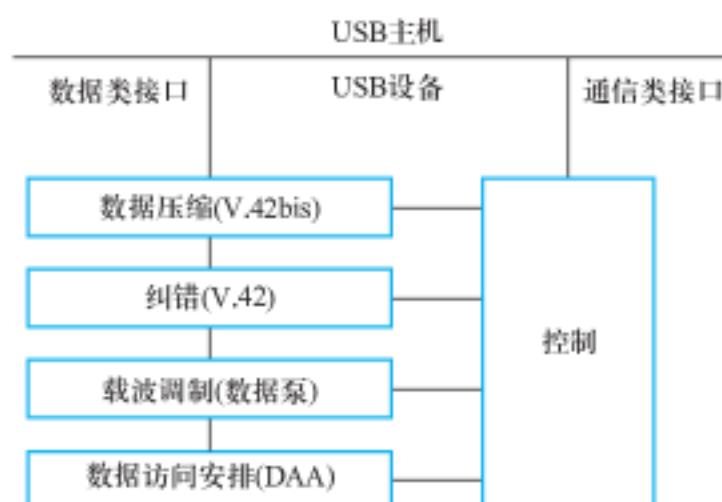 USB主机
数据类接口
USB设备
通信类接口
数据压缩(V.42bis)
纠错(V.42)
控制
载波调制(数据泵)
数据访问安排(DAA)